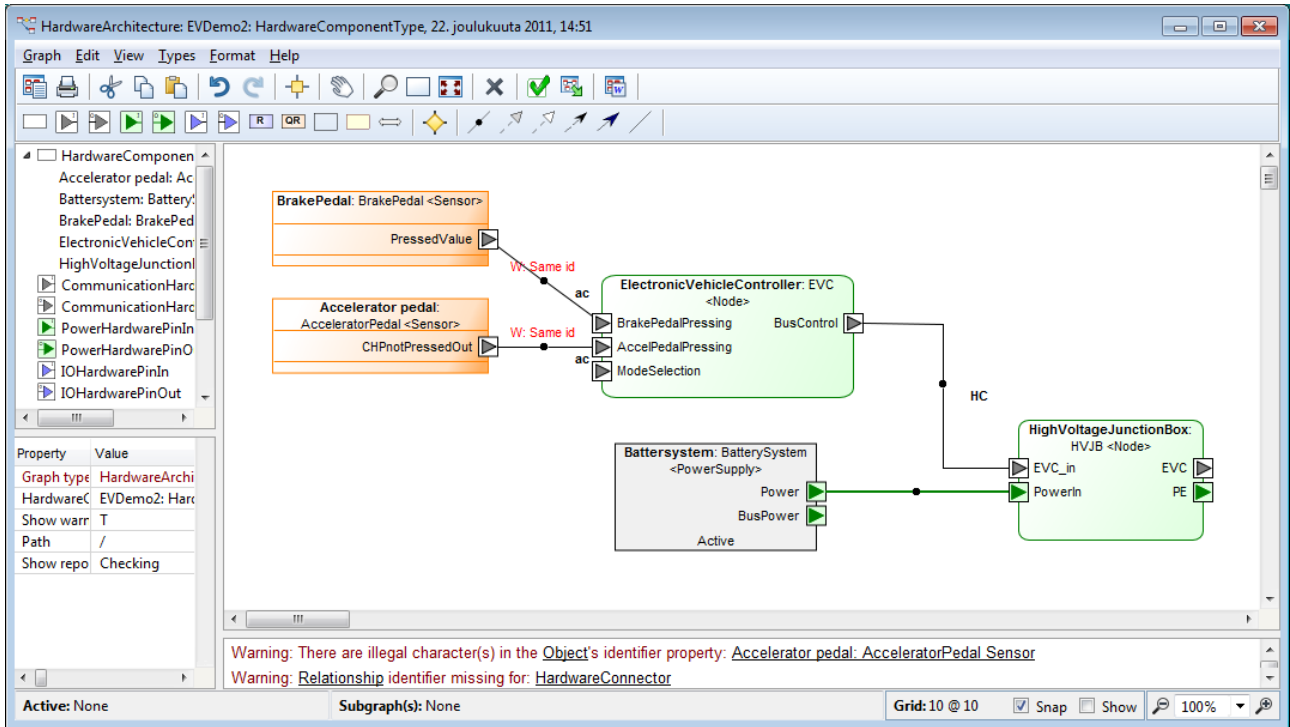 HardwareArchitecture: EVDemo2: HardwareComponentType, 22. joulukuuta 2011, 14:51
Graph Edit View Types Format Help
R QR
HardwareComponen
Accelerator pedal: Ac
Battersystem: Battery
BrakePedal: BrakePed
ElectronicVehicleCon
HighVoltageJunctionI
CommunicationHard
CommunicationHard
PowerHardwarePinIn
PowerHardwarePinO
IOHardwarePinIn
IOHardwarePinOut
Property Value
Graph type HardwareArchi
HardwareC EVDemo2: Hard
Show warr T
Path /
Show repo Checking
BrakePedal: BrakePedal <Sensor>
PressedValue
W: Same id
ac
Accelerator pedal:
AcceleratorPedal <Sensor>
CHPnotPressedOut
W: Same id
ac
ElectronicVehicleController: EVC
<Node>
BrakePedalPressing BusControl
AccelPedalPressing
ModeSelection
HC
Battersystem: BatterySystem
<PowerSupply>
Power
BusPower
Active
HighVoltageJunctionBox:
HVJB <Node>
EVC_in EVC
PowerIn PE
Warning: There are illegal character(s) in the Object's identifier property: Accelerator pedal: AcceleratorPedal Sensor
Warning: Relationship identifier missing for: HardwareConnector
Active: None Subgraph(s): None Grid: 10 @ 10 Snap Show 100%